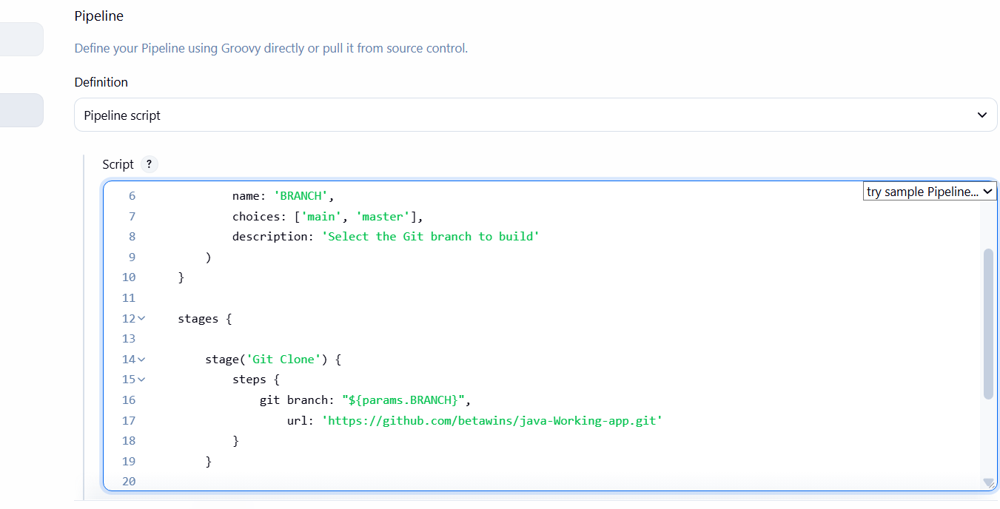 Pipeline
Define your Pipeline using Groovy directly or pull it from source control.
Definition
Pipeline script
Script ?
try sample Pipeline...
6 name: 'BRANCH',
7 choices: ['main', 'master'],
8 description: 'Select the Git branch to build'
9 )
10 }
11
12 stages {
13
14 stage('Git Clone') {
15 steps {
16 git branch: "${params.BRANCH}",
17 url: 'https://github.com/betawins/java-Working-app.git'
18 }
19 }
20